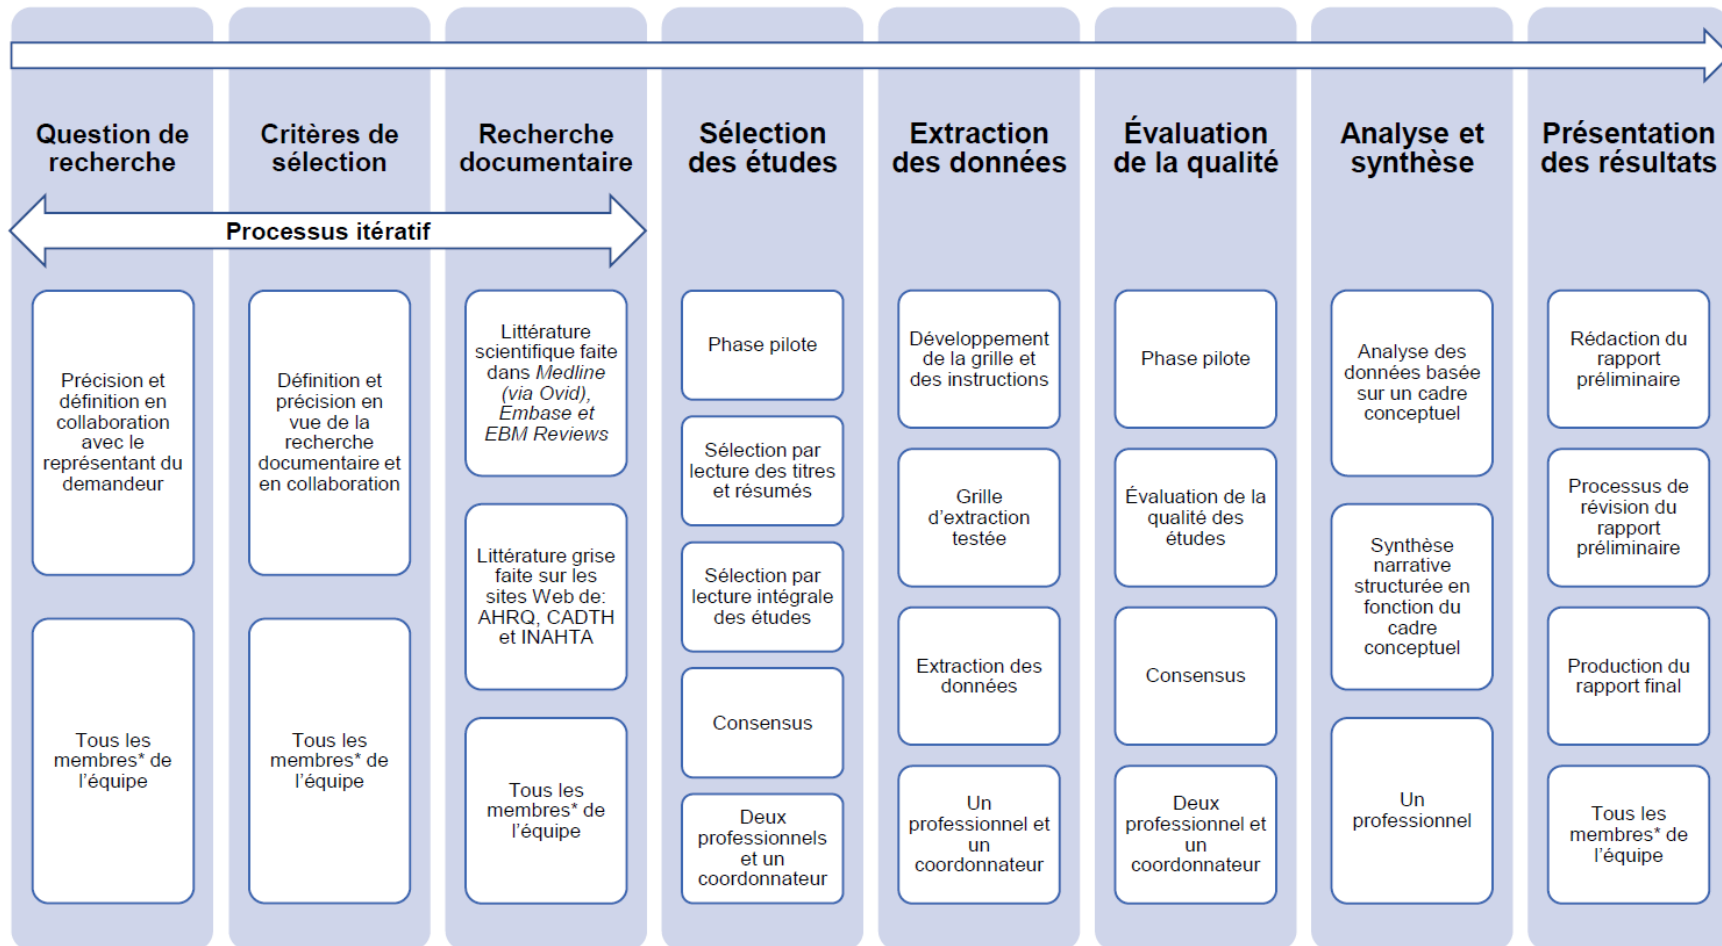 Question de
recherche
Critères de
sélection
Recherche
documentaire
Sélection
des études
Extraction
des données
Évaluation
de la qualité
Analyse et
synthèse
Présentation
des résultats
Processus itératif
Précision et
définition en
collaboration
avec le
représentant du
demandeur
Tous les
membres* de
l'équipe
Définition et
précision en
vue de la
recherche
documentaire et
en collaboration
Tous les
membres* de
l'équipe
Littérature
scientifique faite
dans Medline
(via Ovid),
Embase et
EBM Reviews
Littérature grise
faite sur les
sites Web de:
AHRQ, CADTH
et INAHTA
Tous les
membres* de
l'équipe
Phase pilote
Sélection par
lecture des titres
et résumés
Sélection par
lecture intégrale
des études
Consensus
Deux
professionnels
et un
coordonnateur
Développement
de la grille et
des instructions
Grille
d'extraction
testée
Extraction des
données
Un
professionnel et
un
coordonnateur
Phase pilote
Évaluation de la
qualité des
études
Consensus
Deux
professionnel et
un
coordonnateur
Analyse des
données basée
sur un cadre
conceptuel
Synthèse
narrative
structurée en
fonction du
cadre
conceptuel
Un
professionnel
Rédaction du
rapport
préliminaire
Processus de
révision du
rapport
préliminaire
Production du
rapport final
Tous les
membres* de
l'équipe